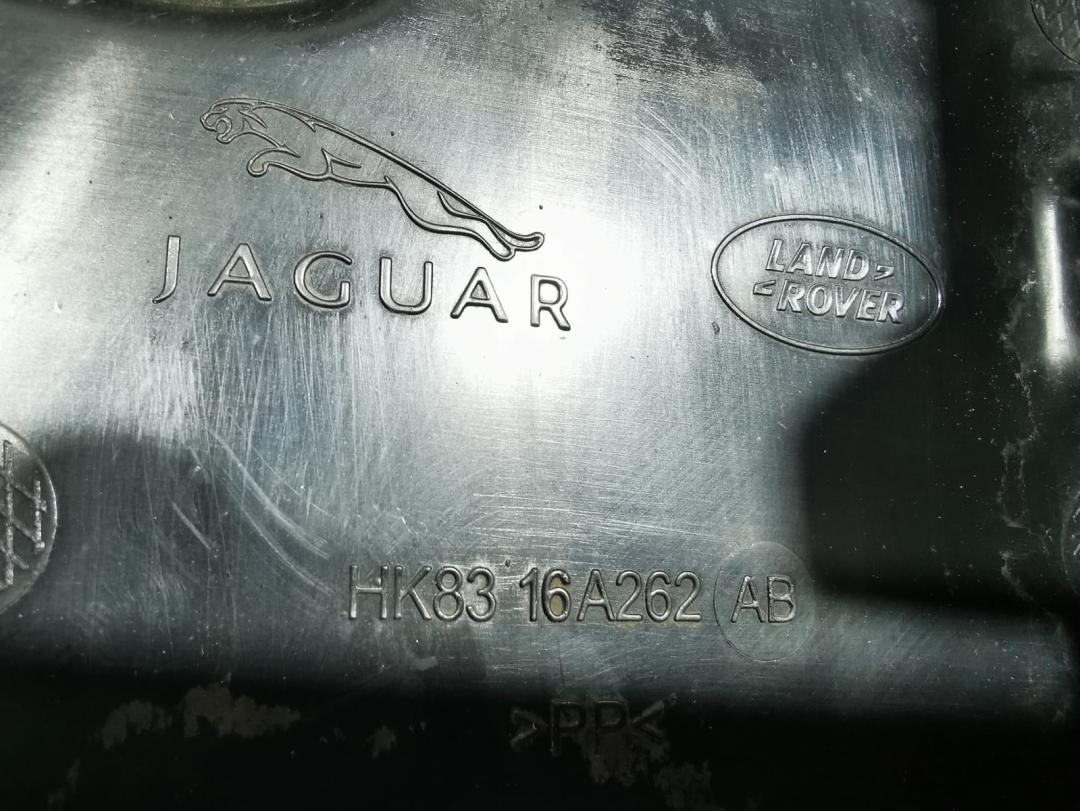 JAGUAR
LAND
ROVER
HK83 16A262 AB
>PP<